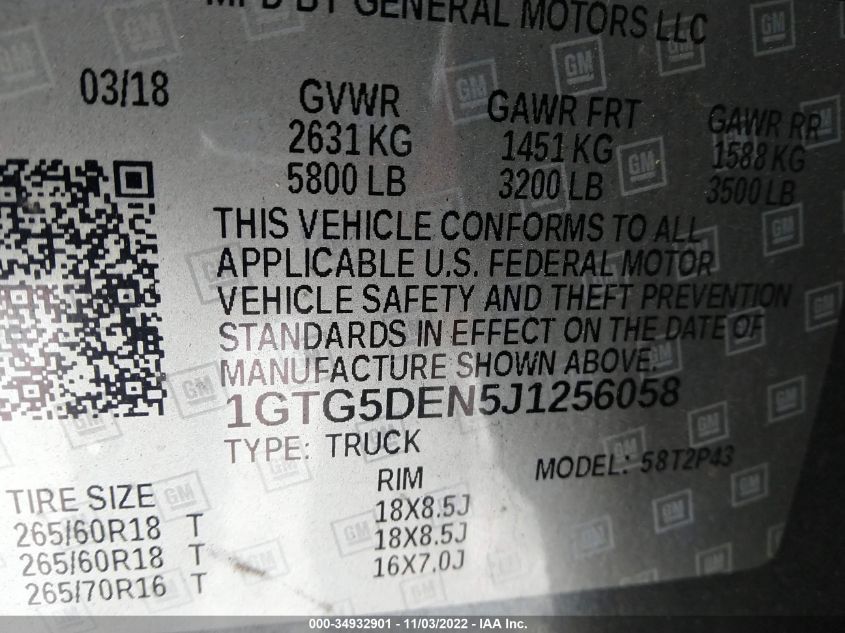 MFD BY GENERAL MOTORS LLC
03/18 GVWR GAWR FRT GAWR RR
2631 KG 1451 KG 1588 KG
5800 LB 3200 LB 3500 LB
THIS VEHICLE CONFORMS TO ALL
APPLICABLE U.S. FEDERAL MOTOR
VEHICLE SAFETY AND THEFT PREVENTION
STANDARDS IN EFFECT ON THE DATE OF
MANUFACTURE SHOWN ABOVE.
1GTG5DEN5J1256058
TYPE: TRUCK MODEL: 58T2P43
TIRE SIZE RIM
265/60R18 T 18X8.5J
265/60R18 T 18X8.5J
265/70R16 T 16X7.0J
000-34932901 - 11/03/2022 - IAA Inc.